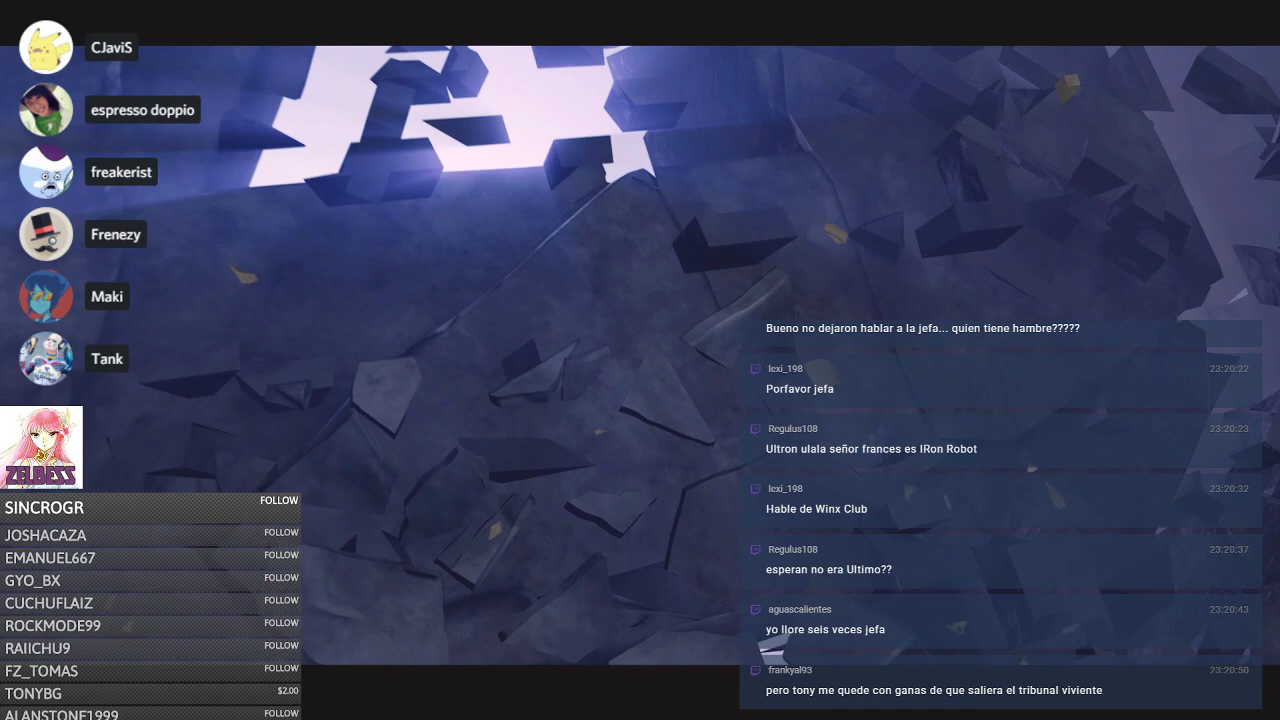 CJaviS
espresso doppio
freakerist
Frenezy
Maki
Tank
ZELBESS
SINCROGR FOLLOW
JOSHACAZA FOLLOW
EMANUEL667 FOLLOW
GYO_BX FOLLOW
CUCHUFLAIZ FOLLOW
ROCKMODE99 FOLLOW
RAIICHU9 FOLLOW
FZ_TOMAS FOLLOW
TONYBG $2.00
ALANSTONE1999 FOLLOW
Bueno no dejaron hablar a la jefa... quien tiene hambre?????
lexi_198 23:20:22
Porfavor jefa
Regulus108 23:20:23
Ultron ulala señor frances es IRon Robot
lexi_198 23:20:32
Hable de Winx Club
Regulus108 23:20:37
esperan no era Ultimo??
aguascalientes 23:20:43
yo llore seis veces jefa
frankyal93 23:20:50
pero tony me quede con ganas de que saliera el tribunal viviente